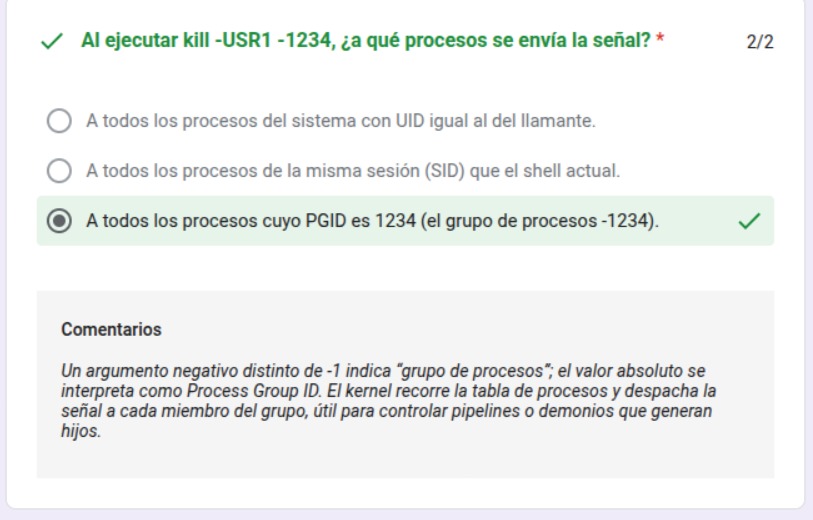 Al ejecutar kill -USR1 -1234, ¿a qué procesos se envía la señal? * 2/2
A todos los procesos del sistema con UID igual al del llamante.
A todos los procesos de la misma sesión (SID) que el shell actual.
A todos los procesos cuyo PGID es 1234 (el grupo de procesos -1234).
Comentarios
Un argumento negativo distinto de -1 indica “grupo de procesos”; el valor absoluto se
interpreta como Process Group ID. El kernel recorre la tabla de procesos y despacha la
señal a cada miembro del grupo, útil para controlar pipelines o demonios que generan
hijos.